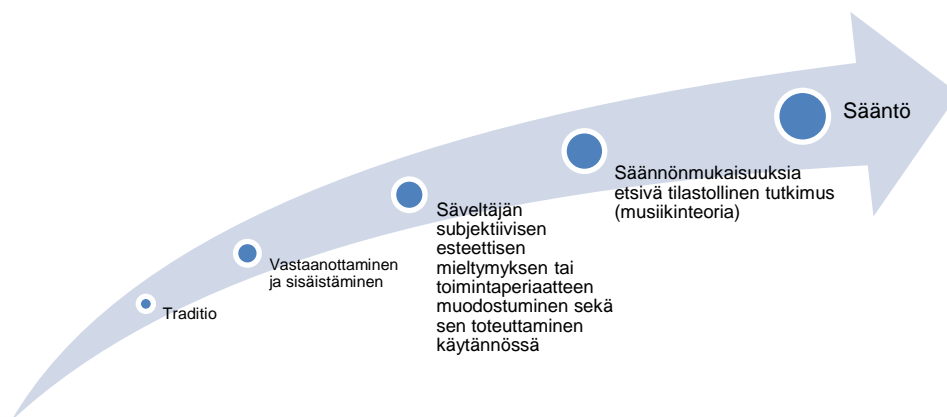 Traditio
Vastaanottaminen
ja sisäistäminen
Säveltäjän
subjektiivisen
esteettisen
mieltymyksen tai
toimintaperiaatteen
muodostuminen sekä
sen toteuttaminen
käytännössä
Säännönmukaisuuksia
etsivä tilastollinen tutkimus
(musiikinteoria)
Sääntö